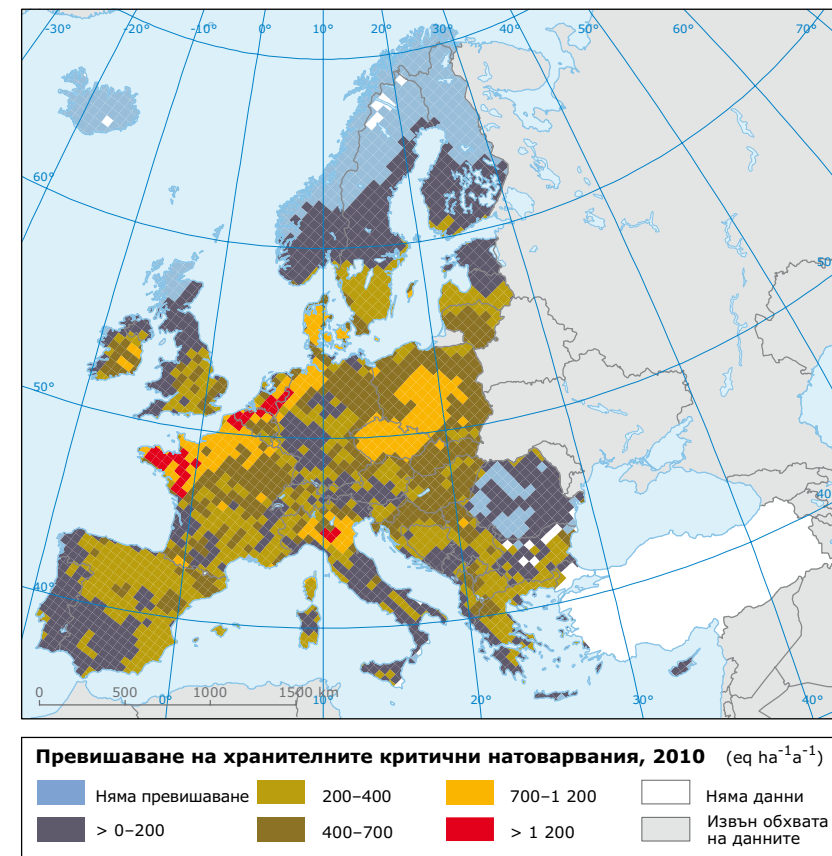 -30° -20° -10° 0° 10° 20° 30° 40° 50° 60° 70°
60°
50°
50°
40°
40°
0 500 1000 1500 km
0° 10° 20° 30° 40°
Превишаване на хранителните критични натоварвания, 2010 (eq ha⁻¹a⁻¹)
Няма превишаване 200–400 700–1 200 Няма данни
> 0–200 400–700 > 1 200 Извън обхвата
на данните